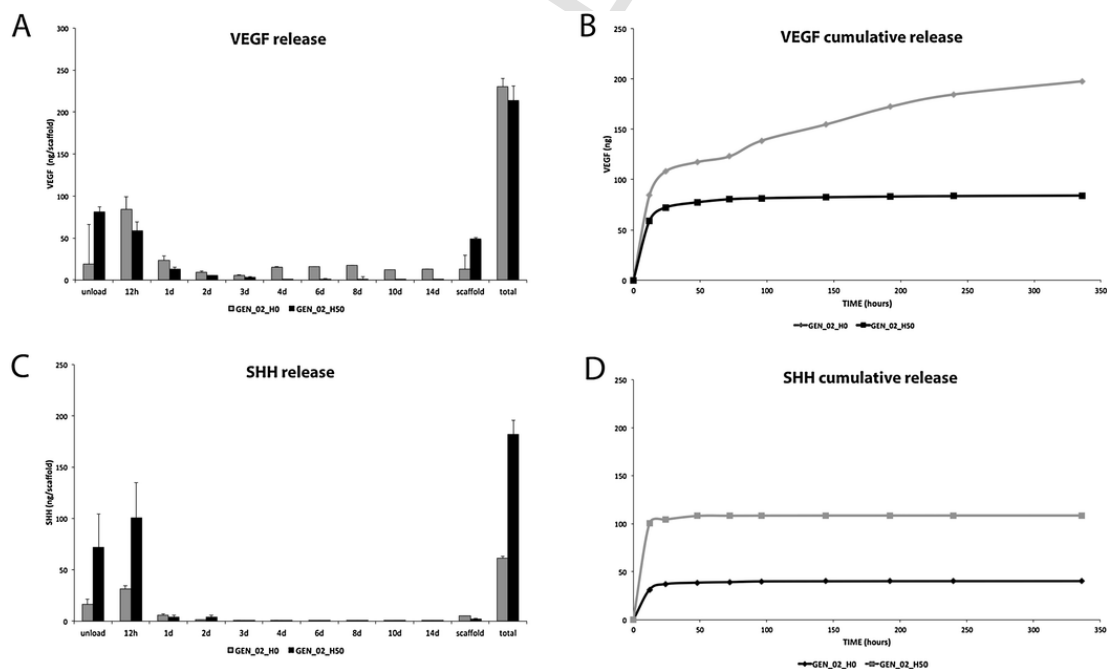 A
VEGF release
VEGF (ng/scaffold)
300
250
200
150
100
50
0
unload 12h 1d 2d 3d 4d 6d 8d 10d 14d scaffold total
GEN_02_H0 GEN_02_H50
B
VEGF cumulative release
VEGF (ng)
250
200
150
100
50
0
0 50 100 150 200 250 300 350
TIME (hours)
GEN_02_H0 GEN_02_H50
C
SHH release
SHH (ng/scaffold)
250
200
150
100
50
0
unload 12h 1d 2d 3d 4d 6d 8d 10d 14d scaffold total
GEN_02_H0 GEN_02_H50
D
SHH cumulative release
250
200
150
100
50
0
0 50 100 150 200 250 300 350
TIME (hours)
GEN_02_H0 GEN_02_H50